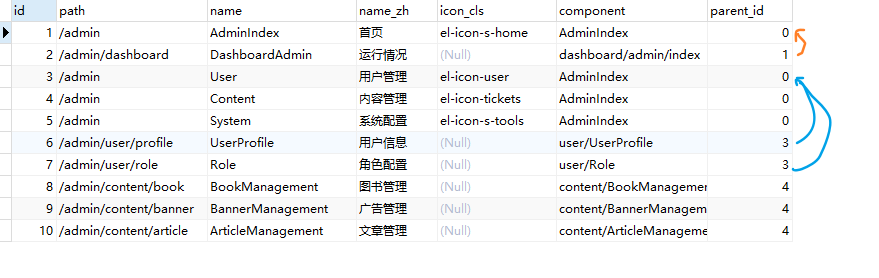 id path name name_zh icon_cls component parent_id
1 /admin AdminIndex 首页 el-icon-s-home AdminIndex 0
2 /admin/dashboard DashboardAdmin 运行情况 (Null) dashboard/admin/index 1
3 /admin User 用户管理 el-icon-user AdminIndex 0
4 /admin Content 内容管理 el-icon-tickets AdminIndex 0
5 /admin System 系统配置 el-icon-s-tools AdminIndex 0
6 /admin/user/profile UserProfile 用户信息 (Null) user/UserProfile 3
7 /admin/user/role Role 角色配置 (Null) user/Role 3
8 /admin/content/book BookManagement 图书管理 (Null) content/BookManageme 4
9 /admin/content/banner BannerManagement 广告管理 (Null) content/BannerManagem 4
10 /admin/content/article ArticleManagement 文章管理 (Null) content/ArticleManageme 4